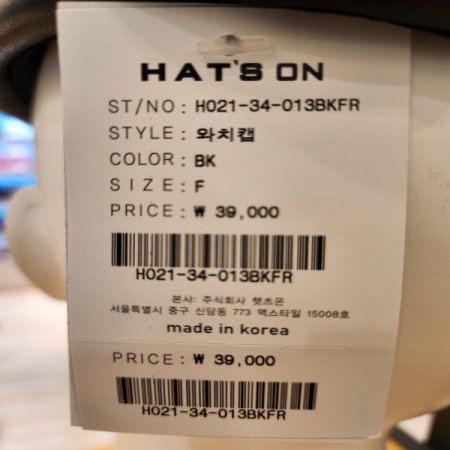 HAT'S ON
ST/NO : H021-34-013BKFR
STYLE : 와치캡
COLOR : BK
SIZE : F
PRICE : ₩ 39,000
H021-34-013BKFR
본사: 주식회사 햇츠온
서울특별시 중구 신당동 773 맥스타일 15008호
made in korea
PRICE : ₩ 39,000
H021-34-013BKFR